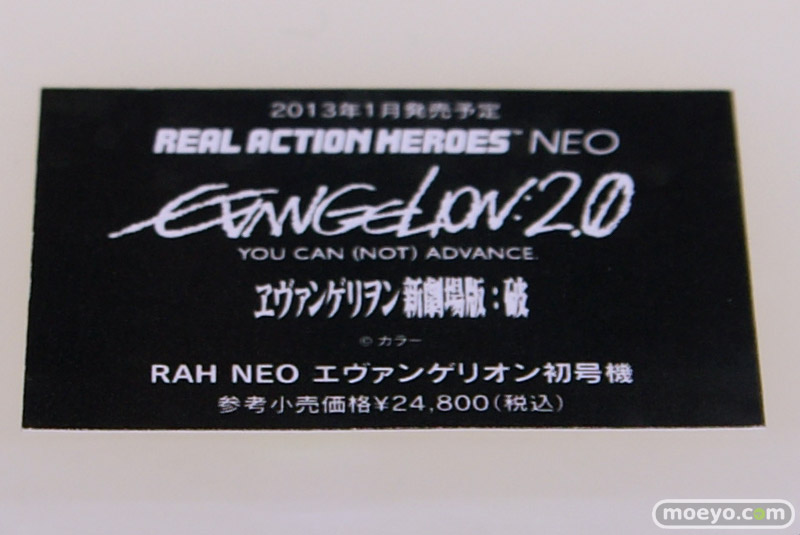 2013年1月発売予定
REAL ACTION HEROES™ NEO
EVANGELION:2.0
YOU CAN (NOT) ADVANCE.
ヱヴァンゲリヲン新劇場版:破
© カラー
RAH NEO エヴァンゲリオン初号機
参考小売価格¥24,800(税込)
moeyo.com